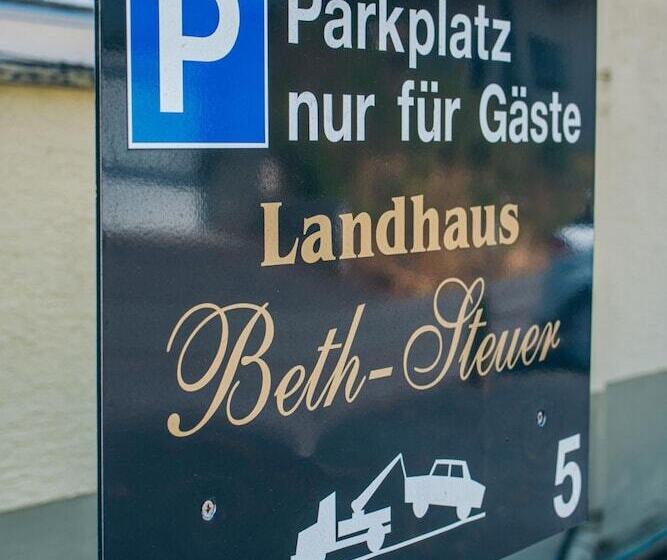 P
Parkplatz
nur für Gäste
Landhaus
Beth-Steuer
5